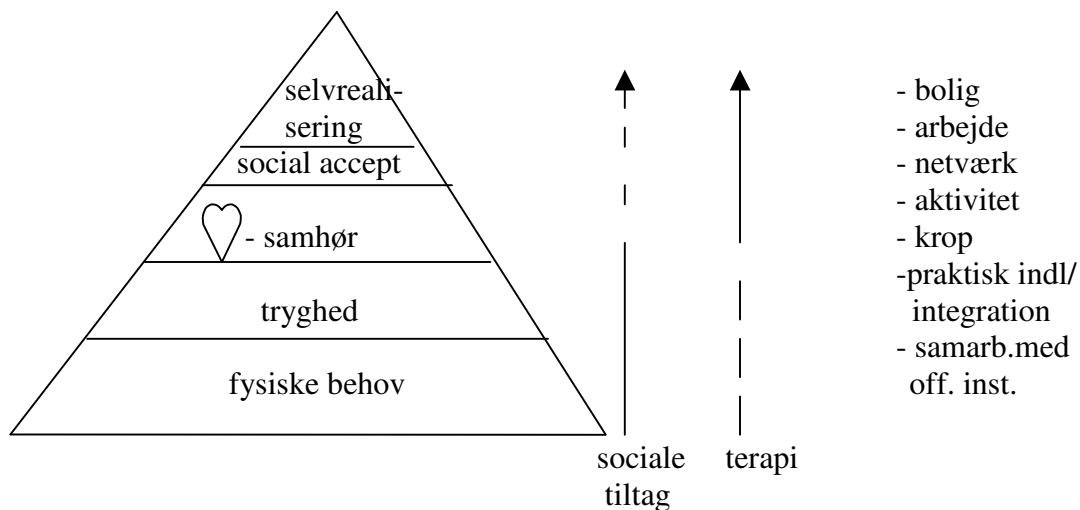 selvreali-
sering
social accept
- samhør
tryghed
fysiske behov
sociale
tiltag
terapi
- bolig
- arbejde
- netværk
- aktivitet
- krop
-praktisk indl/
integration
- samarb.med
off. inst.